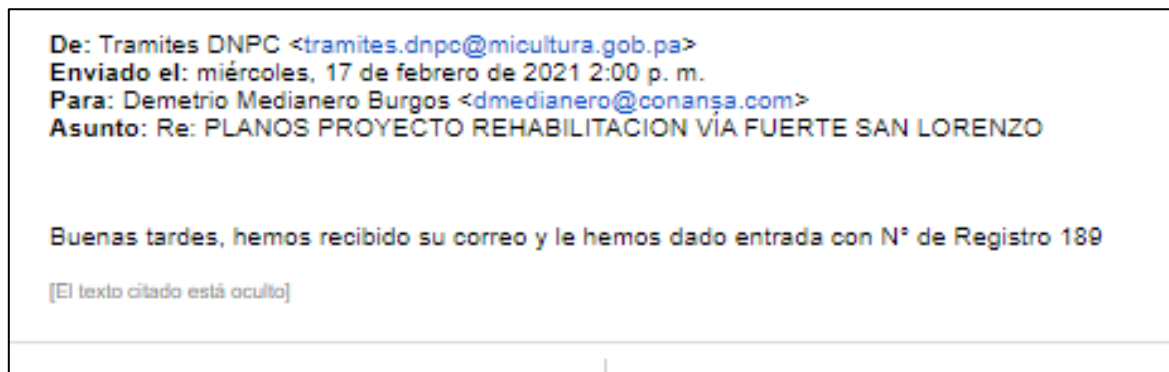 De: Tramites DNPC <tramites.dnpc@micultura.gob.pa>
Enviado el: miércoles, 17 de febrero de 2021 2:00 p. m.
Para: Demetrio Medianero Burgos <dmedianero@conansa.com>
Asunto: Re: PLANOS PROYECTO REHABILITACION VÍA FUERTE SAN LORENZO
Buenas tardes, hemos recibido su correo y le hemos dado entrada con N° de Registro 189
[El texto citado está oculto]